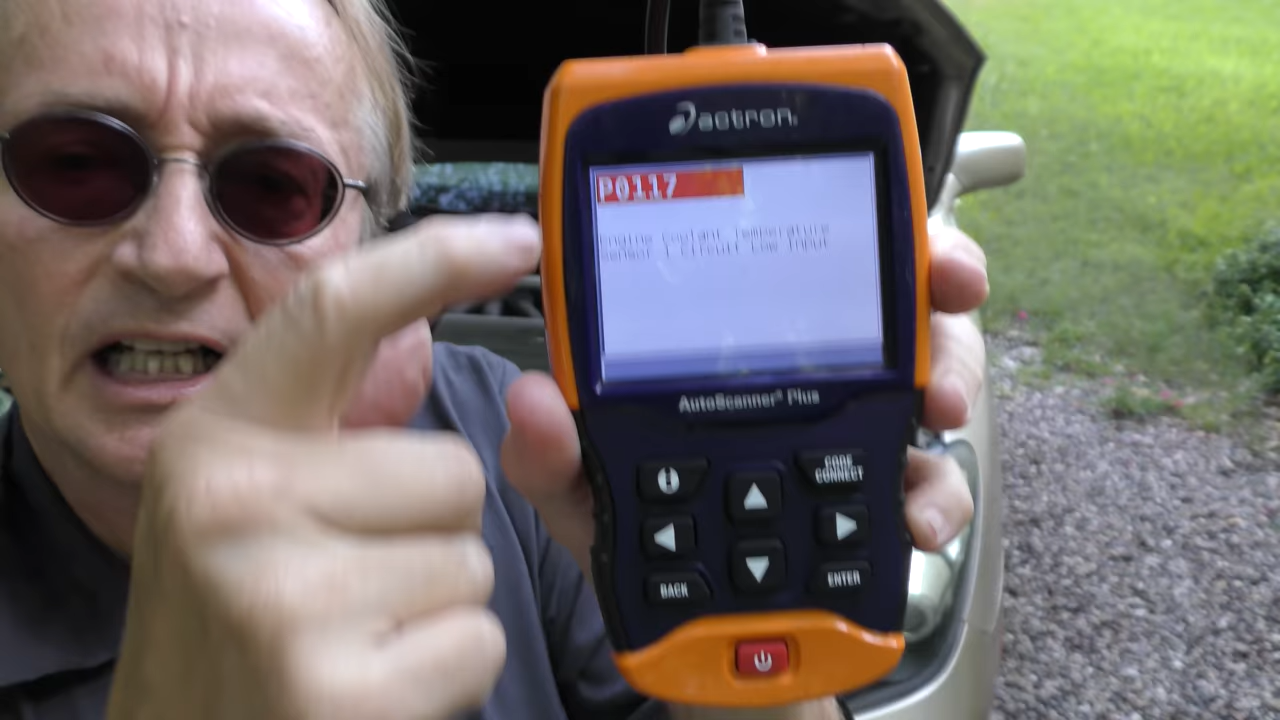 actron.
P0117
Engine Coolant Temperature
Sensor 1 Circuit Low Input
AutoScanner® Plus
CODE
CONNECT
BACK
ENTER